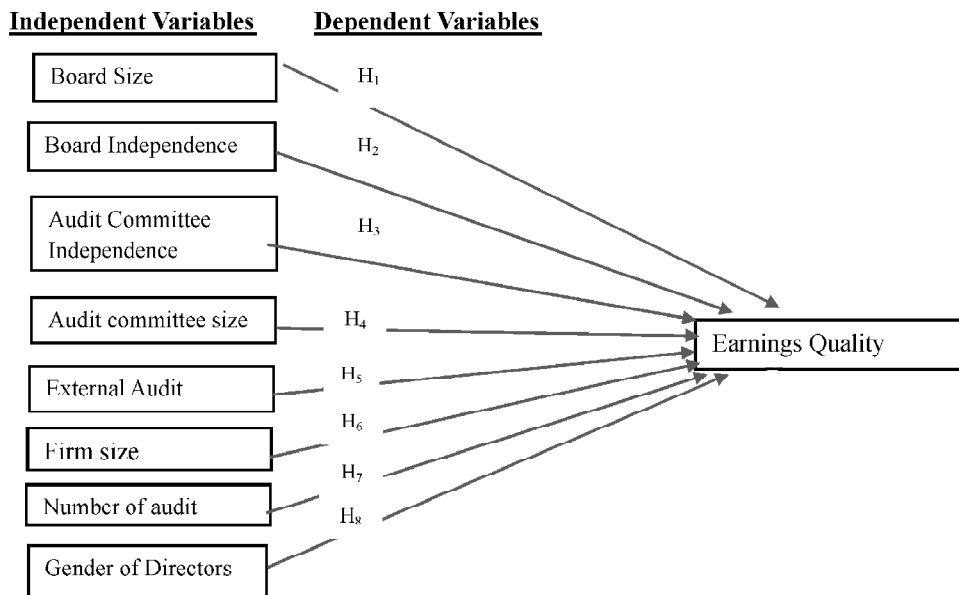 Independent Variables Dependent Variables
Board Size
H₁
Board Independence
H₂
Audit Committee
Independence
H₃
Audit committee size
H₄
Earnings Quality
External Audit
H₅
Firm size
H₆
Number of audit
H₇
Gender of Directors
H₈